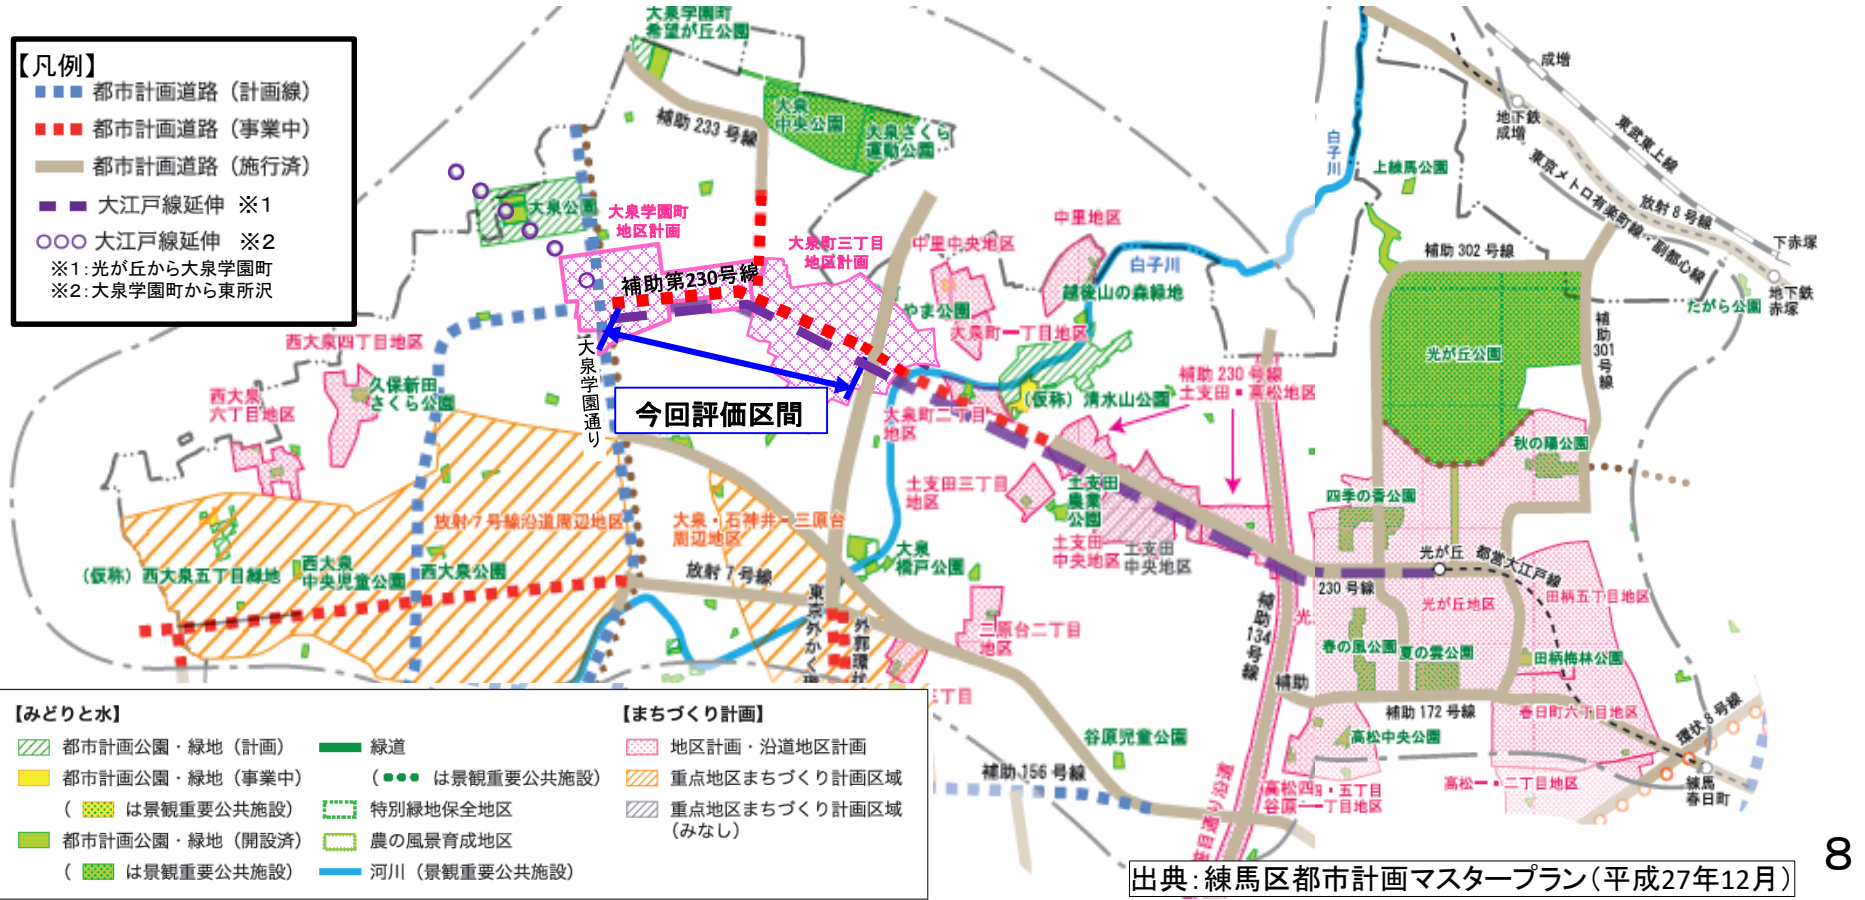 【凡例】
都市計画道路（計画線）
都市計画道路（事業中）
都市計画道路（施行済）
大江戸線延伸 ※1
大江戸線延伸 ※2
※1：光が丘から大泉学園町
※2：大泉学園町から東所沢
大泉学園町
希望が丘公園
補助 233 号線
大泉
中央公園
大泉さくら
運動公園
大泉公園
大泉学園町
地区計画
大泉町三丁目
地区計画
補助第230号線
中里中央地区
中里地区
白子川
白子川
やま公園
越後山の森緑地
大泉町一丁目地区
成増
地下鉄
成増
東武東上線
東京メトロ有楽町線・副都心線
放射 8 号線
下赤塚
地下鉄
赤塚
上練馬公園
補助 302 号線
たがら公園
補助
301
号線
光が丘公園
西大泉四丁目地区
西大泉
六丁目地区
久保新田
さくら公園
大泉学園通り
今回評価区間
大泉町二丁目
地区
（仮称）清水山公園
補助 230 号線
土支田・高松地区
秋の陽公園
四季の香公園
土支田三丁目
地区
土支田
農業
公園
土支田
中央地区
土支田
中央地区
放射 7 号線沿道周辺地区
大泉・石神井・三原台
周辺地区
（仮称）西大泉五丁目緑地
西大泉
中央児童公園
西大泉公園
放射 7 号線
大泉
橋戸公園
東京外かく環
外郭環状
三原台二丁目
地区
三丁目
光が丘
都営大江戸線
230 号線
光が丘地区
田柄五丁目地区
補助
134
号線
光
春の風公園
夏の雲公園
田柄梅林公園
補助
補助 172 号線
春日町六丁目地区
環状 8 号線
高松中央公園
高松一・二丁目地区
練馬
春日町
谷原児童公園
補助 156 号線
高松四・五丁目
谷原一丁目地区
目通り沿道
【みどりと水】
都市計画公園・緑地（計画）
都市計画公園・緑地（事業中）
（ は景観重要公共施設）
都市計画公園・緑地（開設済）
（ は景観重要公共施設）
緑道
（ は景観重要公共施設）
特別緑地保全地区
農の風景育成地区
河川（景観重要公共施設）
【まちづくり計画】
地区計画・沿道地区計画
重点地区まちづくり計画区域
重点地区まちづくり計画区域
（みなし）
出典：練馬区都市計画マスタープラン（平成27年12月）
8